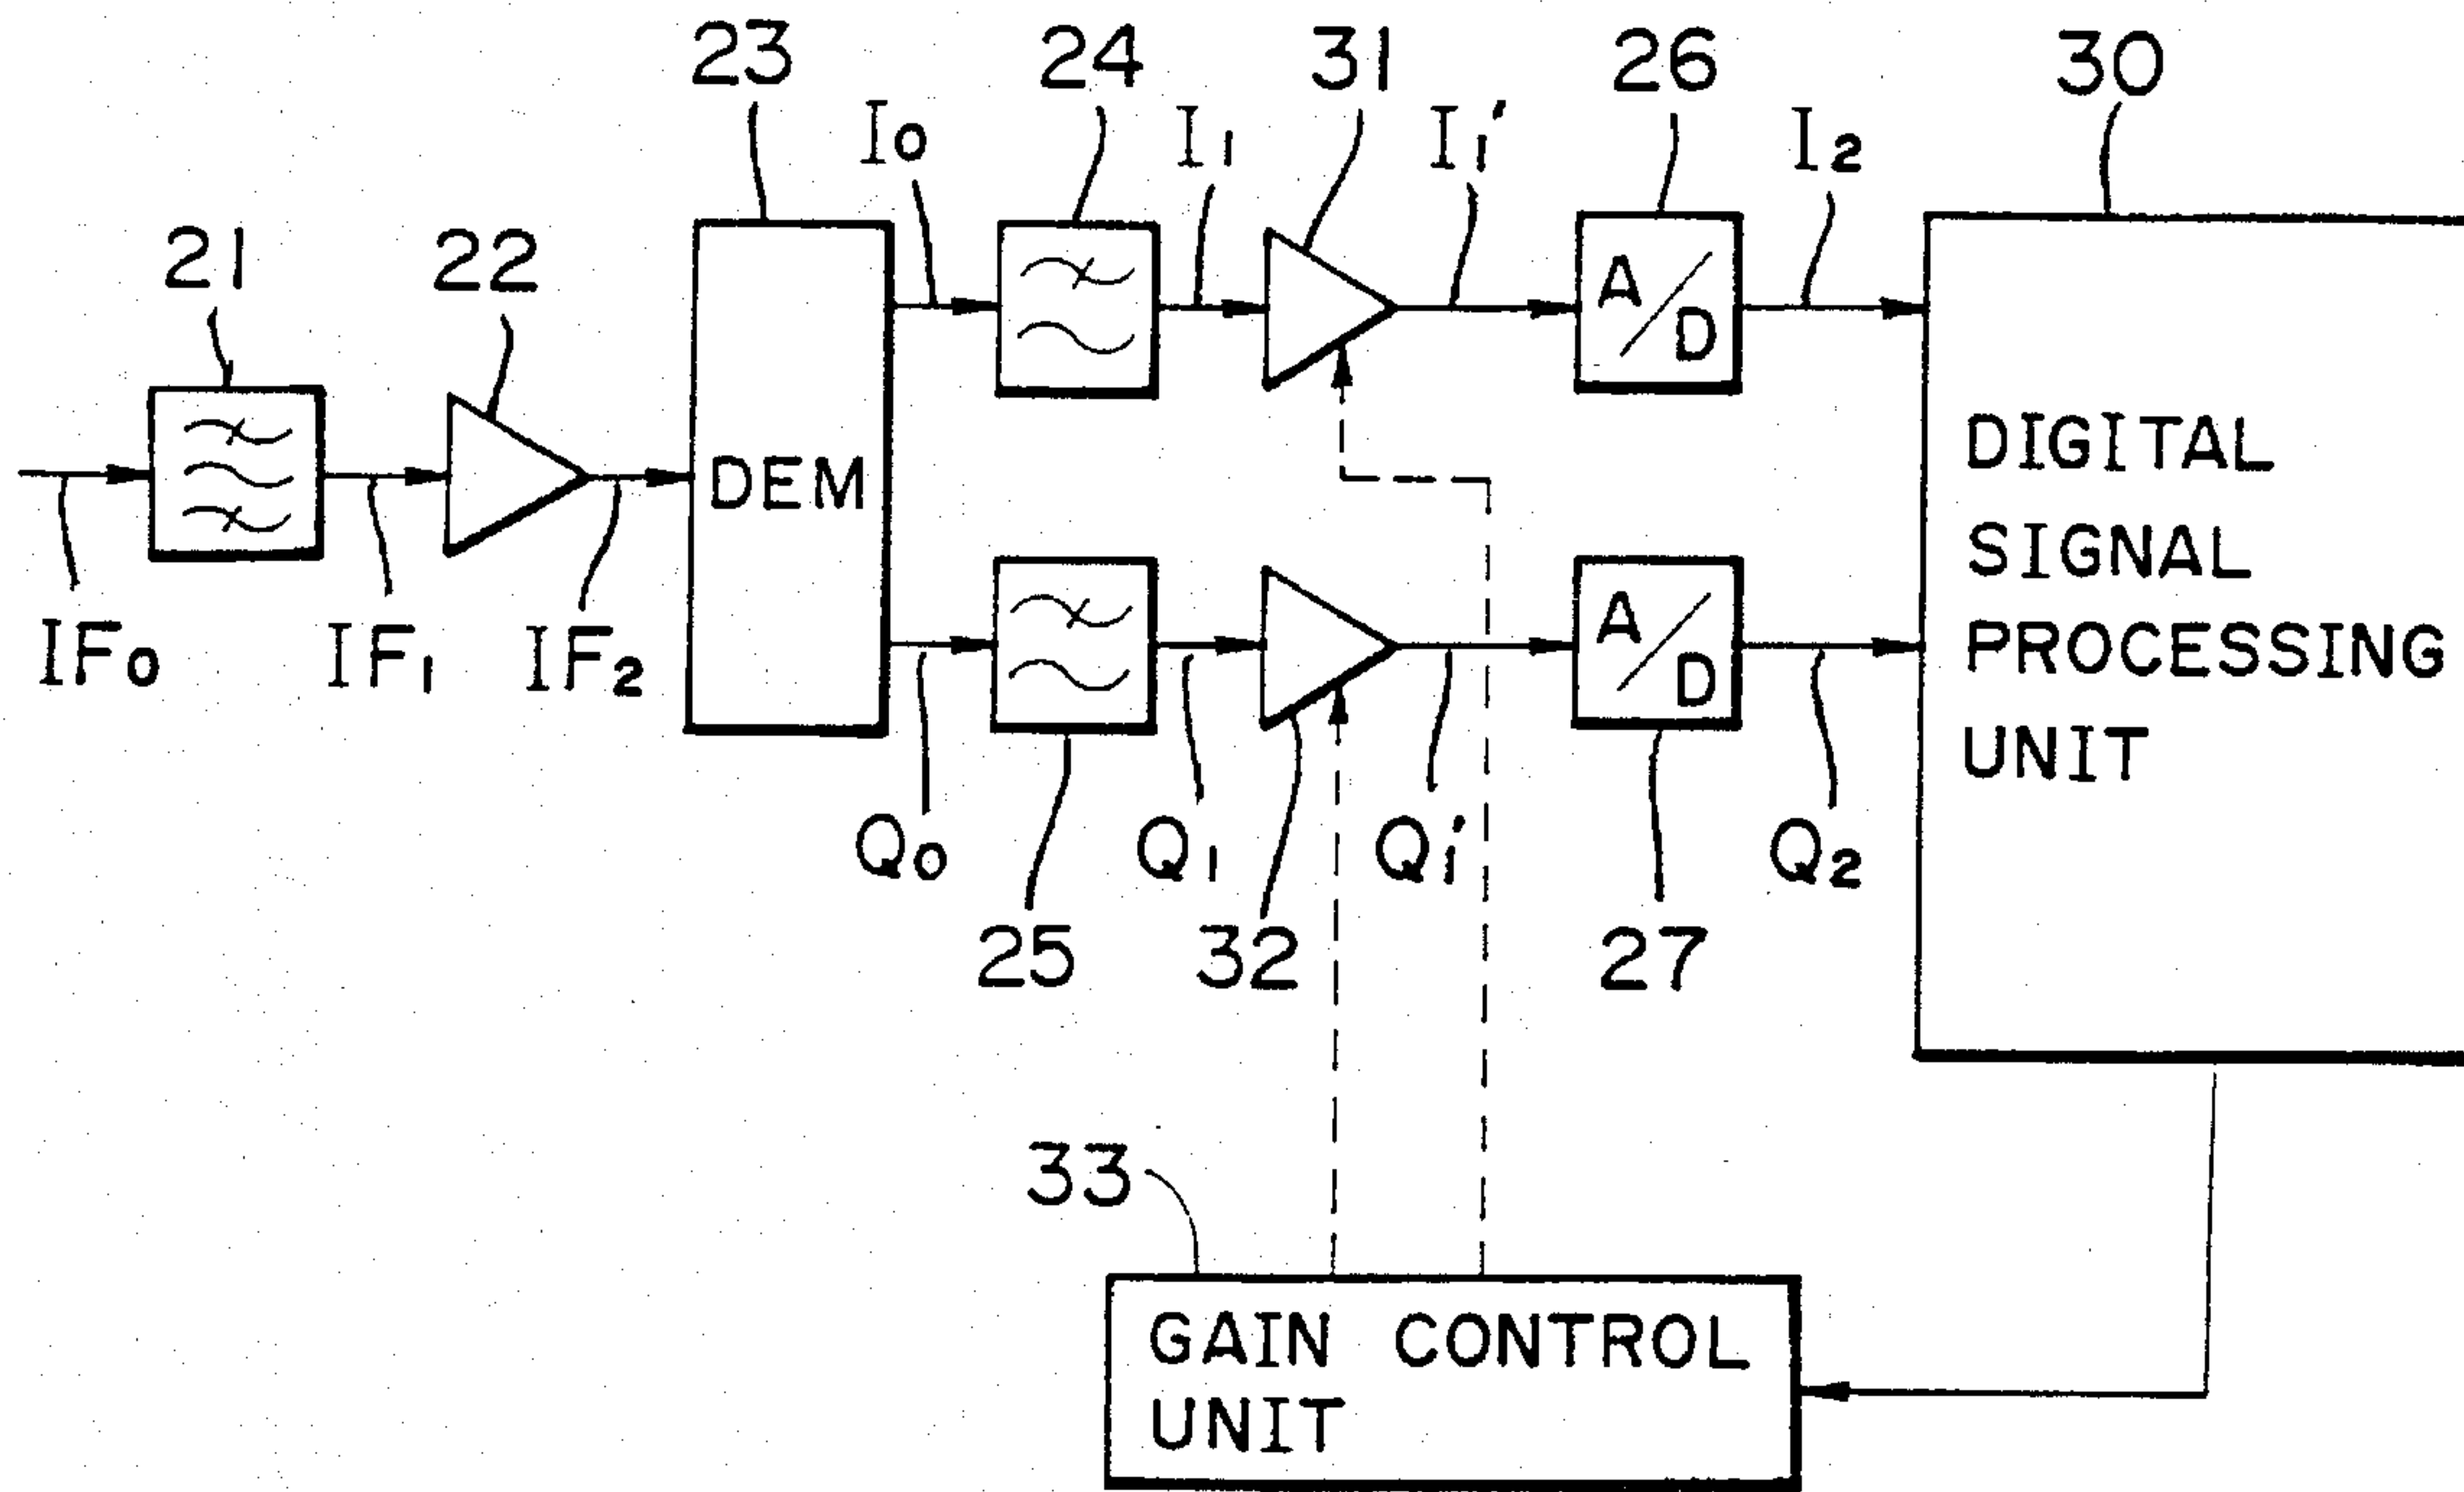 23
24
31
26
30
I0
I1
I1'
I2
21
22
A/D
DEM
DIGITAL
SIGNAL
PROCESSING
UNIT
IF0
IF1
IF2
A/D
Q0
Q1
Q1'
Q2
25
32
27
33
GAIN CONTROL
UNIT